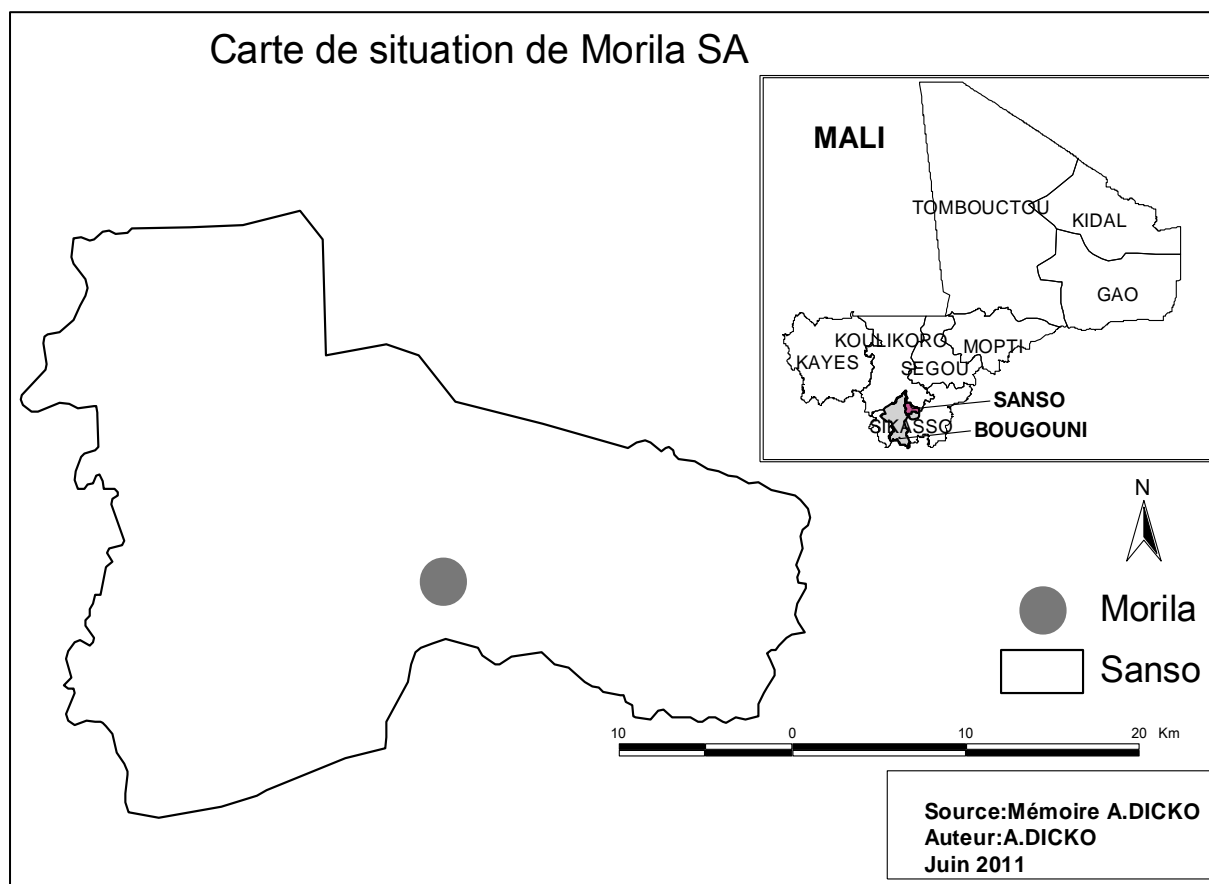 Carte de situation de Morila SA
MALI
TOMBOUCTOU
KIDAL
GAO
KOULIKORO
MOPTI
KAYES
SEGOU
SANSO
SIKASSO
BOUGOUNI
N
Morila
Sanso
10 0 10 20 Km
Source:Mémoire A.DICKO
Auteur:A.DICKO
Juin 2011